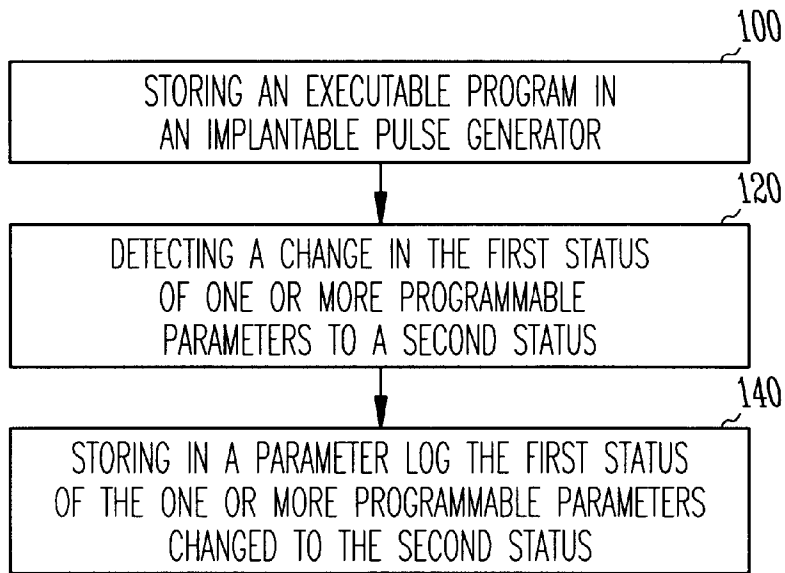 100
STORING AN EXECUTABLE PROGRAM IN
AN IMPLANTABLE PULSE GENERATOR
120
DETECTING A CHANGE IN THE FIRST STATUS
OF ONE OR MORE PROGRAMMABLE
PARAMETERS TO A SECOND STATUS
140
STORING IN A PARAMETER LOG THE FIRST STATUS
OF THE ONE OR MORE PROGRAMMABLE PARAMETERS
CHANGED TO THE SECOND STATUS